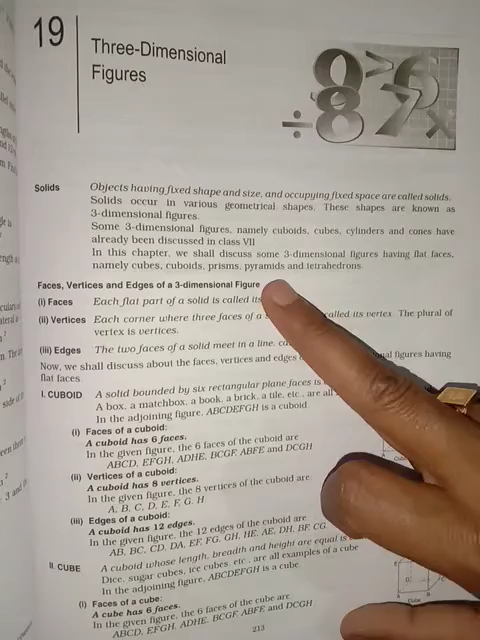 19
Three-Dimensional
Figures
Solids
Objects having fixed shape and size, and occupying fixed space are called solids.
Solids occur in various geometrical shapes. These shapes are known as
3-dimensional figures.
Some 3-dimensional figures, namely cuboids, cubes, cylinders and cones have
already been discussed in class VII
In this chapter, we shall discuss some 3-dimensional figures having flat faces,
namely cubes, cuboids, prisms, pyramids and tetrahedrons.
Faces, Vertices and Edges of a 3-dimensional Figure
(i) Faces Each flat part of a solid is called its
(ii) Vertices Each corner where three faces of a called its vertex. The plural of
vertex is vertices.
(iii) Edges The two faces of a solid meet in a line,
Now, we shall discuss about the faces, vertices and edges figures having
flat faces.
I. CUBOID A solid bounded by six rectangular plane faces is
A box, a matchbox, a book, a brick, a tile, etc., are all
In the adjoining figure, ABCDEFGH is a cuboid.
(i) Faces of a cuboid:
A cuboid has 6 faces.
In the given figure, the 6 faces of the cuboid are
ABCD, EFGH, ADHE, BCGF, ABFE and DCGH
(ii) Vertices of a cuboid:
A cuboid has 8 vertices.
In the given figure, the 8 vertices of the cuboid are:
A, B, C, D, E, F, G, H
(iii) Edges of a cuboid:
A cuboid has 12 edges.
In the given figure, the 12 edges of the cuboid are
AB, BC, CD, DA, EF, FG, GH, HE, AE, DH, BF, CG
II. CUBE A cuboid whose length, breadth and height are equal is
Dice, sugar cubes, ice cubes, etc., are all examples of a cube
In the adjoining figure, ABCDEFGH is a cube.
(i) Faces of a cube:
A cube has 6 faces.
In the given figure, the 6 faces of the cube are
ABCD, EFGH, ADHE, BCGF, ABFE and DCGH
Cube
213